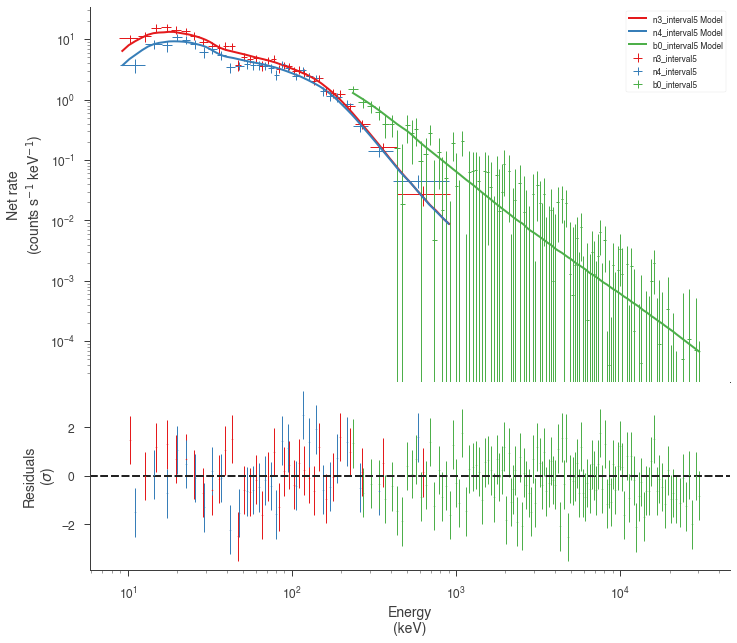 n3_interval5 Model
n4_interval5 Model
b0_interval5 Model
n3_interval5
n4_interval5
b0_interval5
Net rate
(counts s⁻¹ keV⁻¹)
10¹
10⁰
10⁻¹
10⁻²
10⁻³
10⁻⁴
Residuals
(σ)
2
0
−2
10¹ 10² 10³ 10⁴
Energy
(keV)